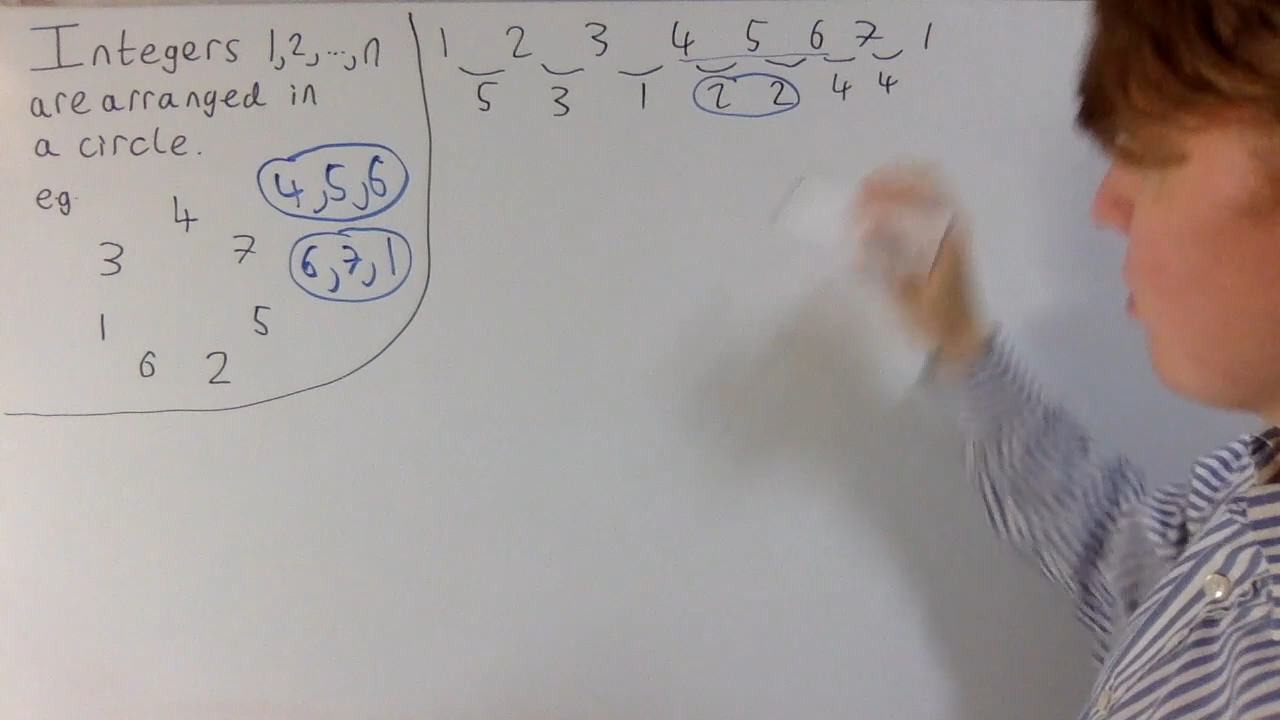 Integers 1,2,...,n
are arranged in
a circle.
eg.
4,5,6
4
3
7
6,7,1
1
5
6 2
1 2 3 4 5 6 7 1
5 3 1 2 2 4 4